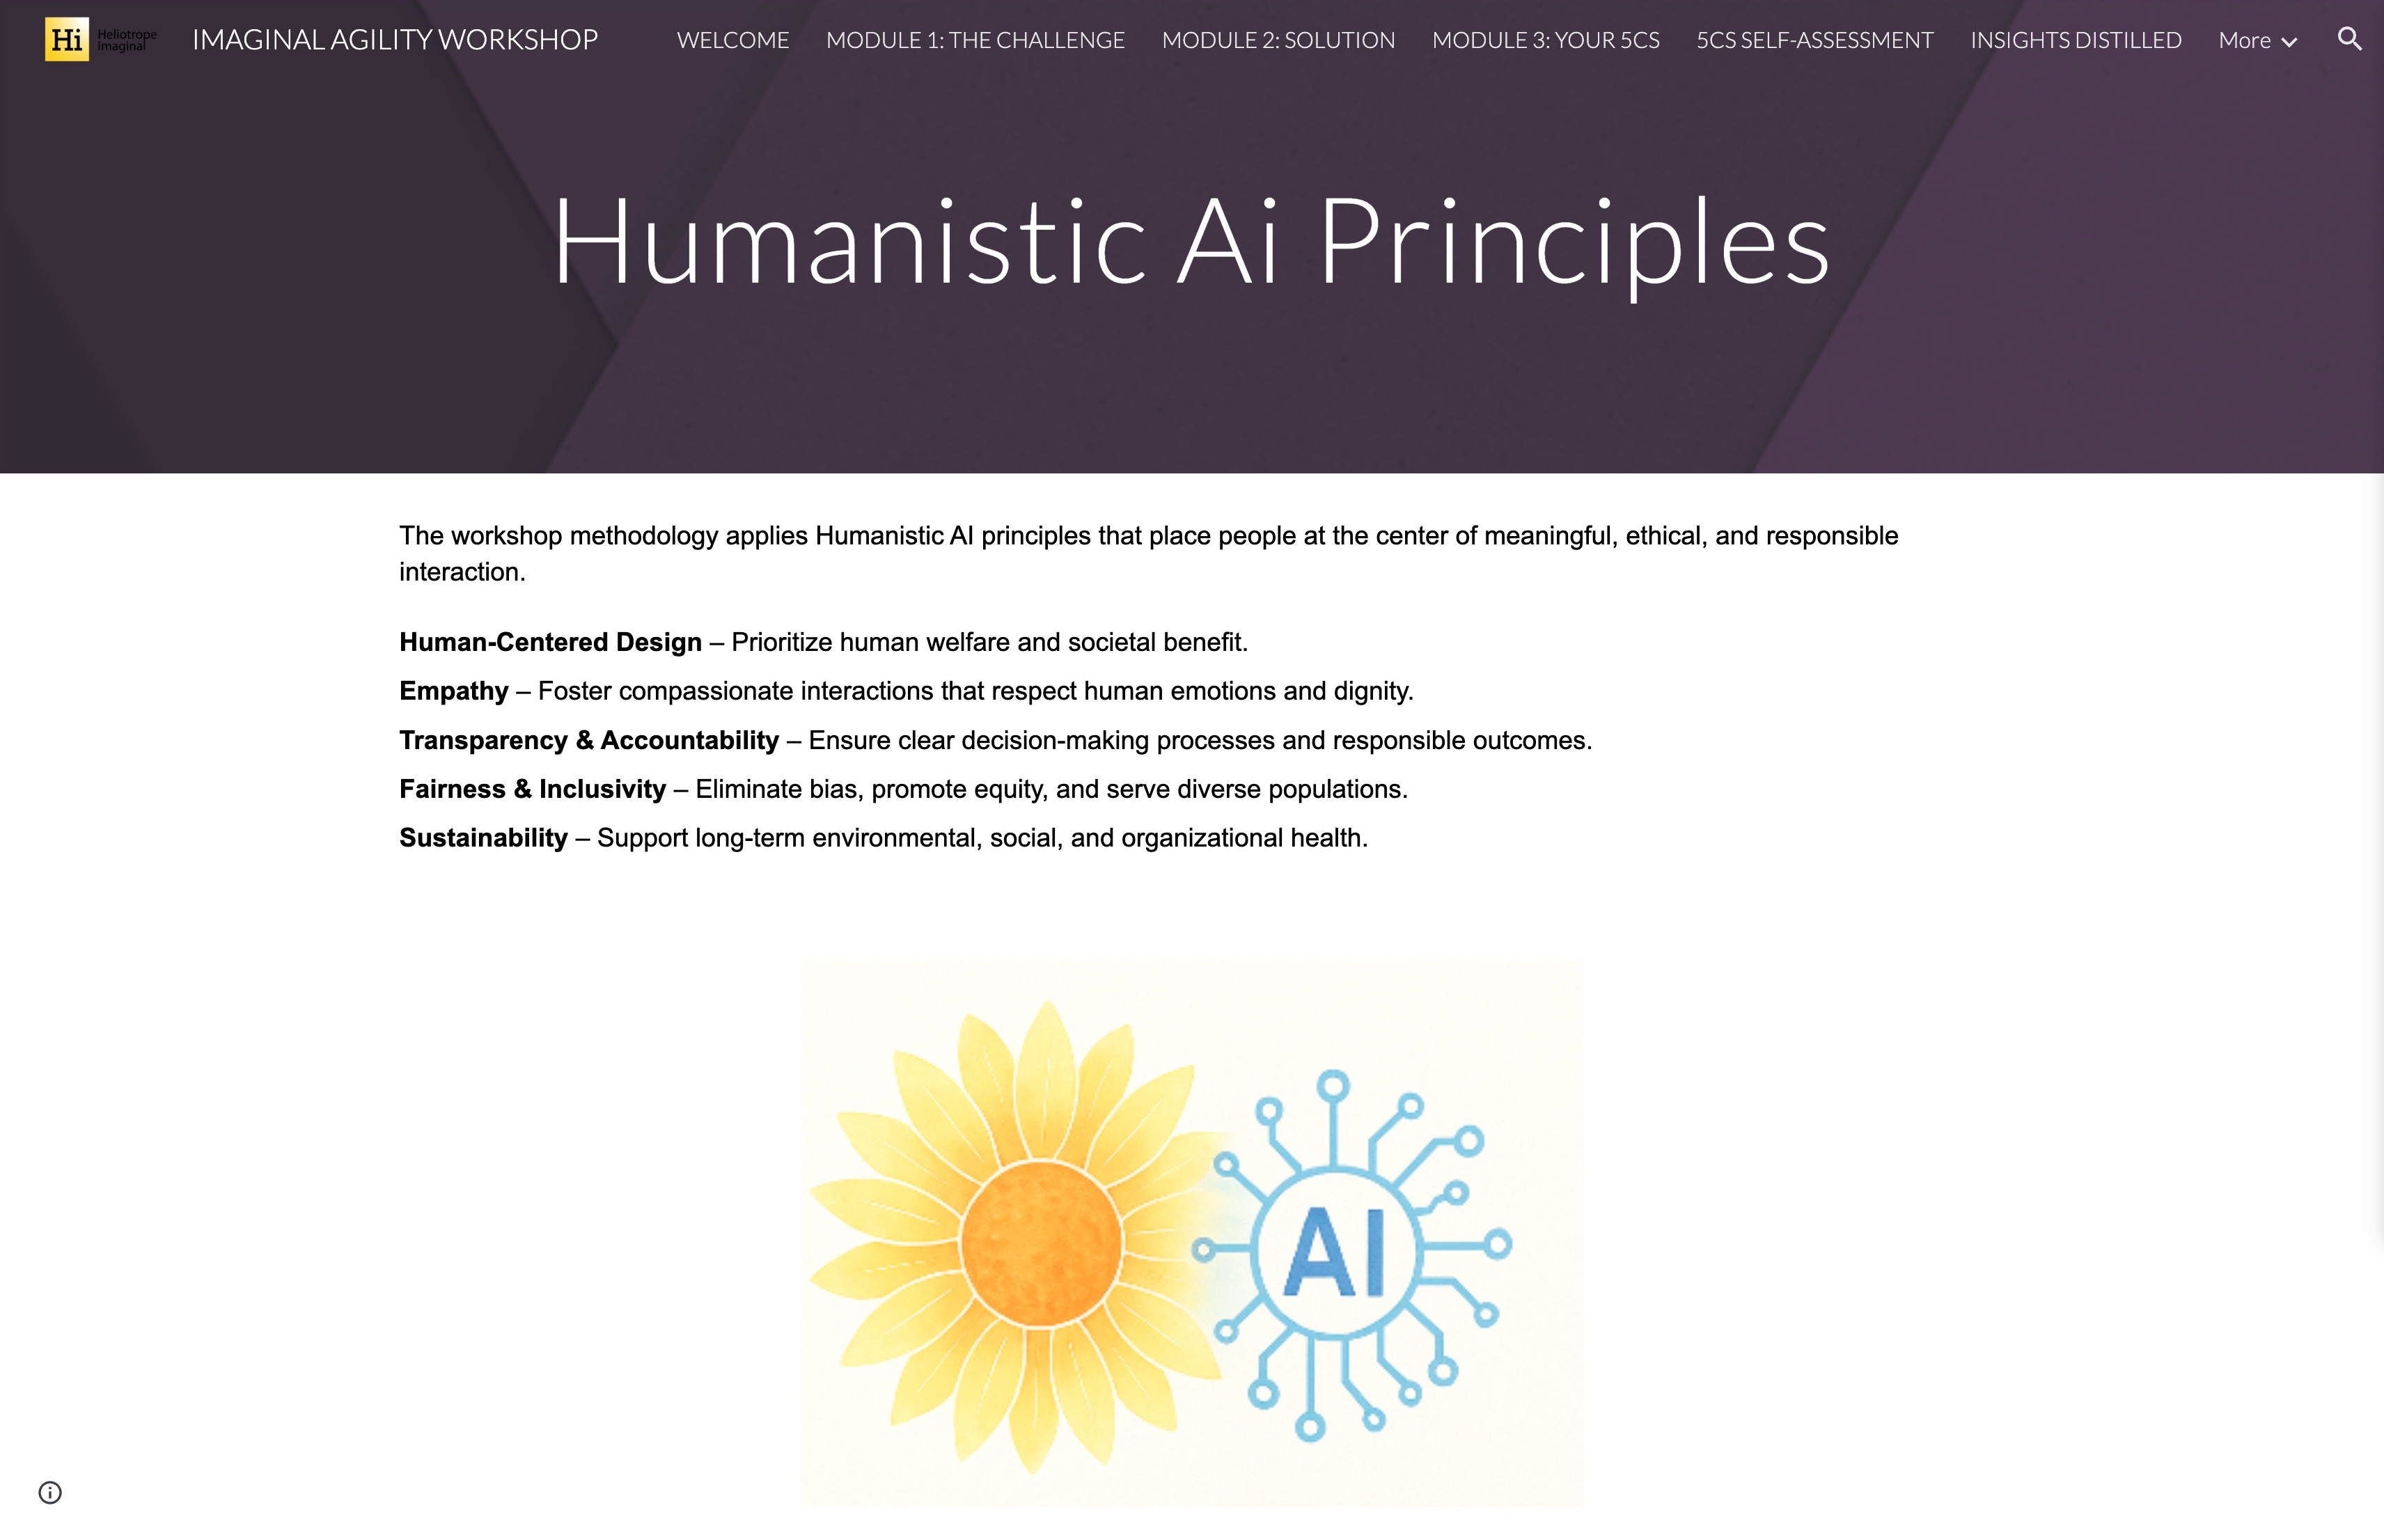 Hi
Heliotrope
Imaginal
IMAGINAL AGILITY WORKSHOP
WELCOME
MODULE 1: THE CHALLENGE
MODULE 2: SOLUTION
MODULE 3: YOUR 5CS
5CS SELF-ASSESSMENT
INSIGHTS DISTILLED
More
Humanistic Ai Principles
The workshop methodology applies Humanistic AI principles that place people at the center of meaningful, ethical, and responsible
interaction.
Human-Centered Design – Prioritize human welfare and societal benefit.
Empathy – Foster compassionate interactions that respect human emotions and dignity.
Transparency & Accountability – Ensure clear decision-making processes and responsible outcomes.
Fairness & Inclusivity – Eliminate bias, promote equity, and serve diverse populations.
Sustainability – Support long-term environmental, social, and organizational health.
AI